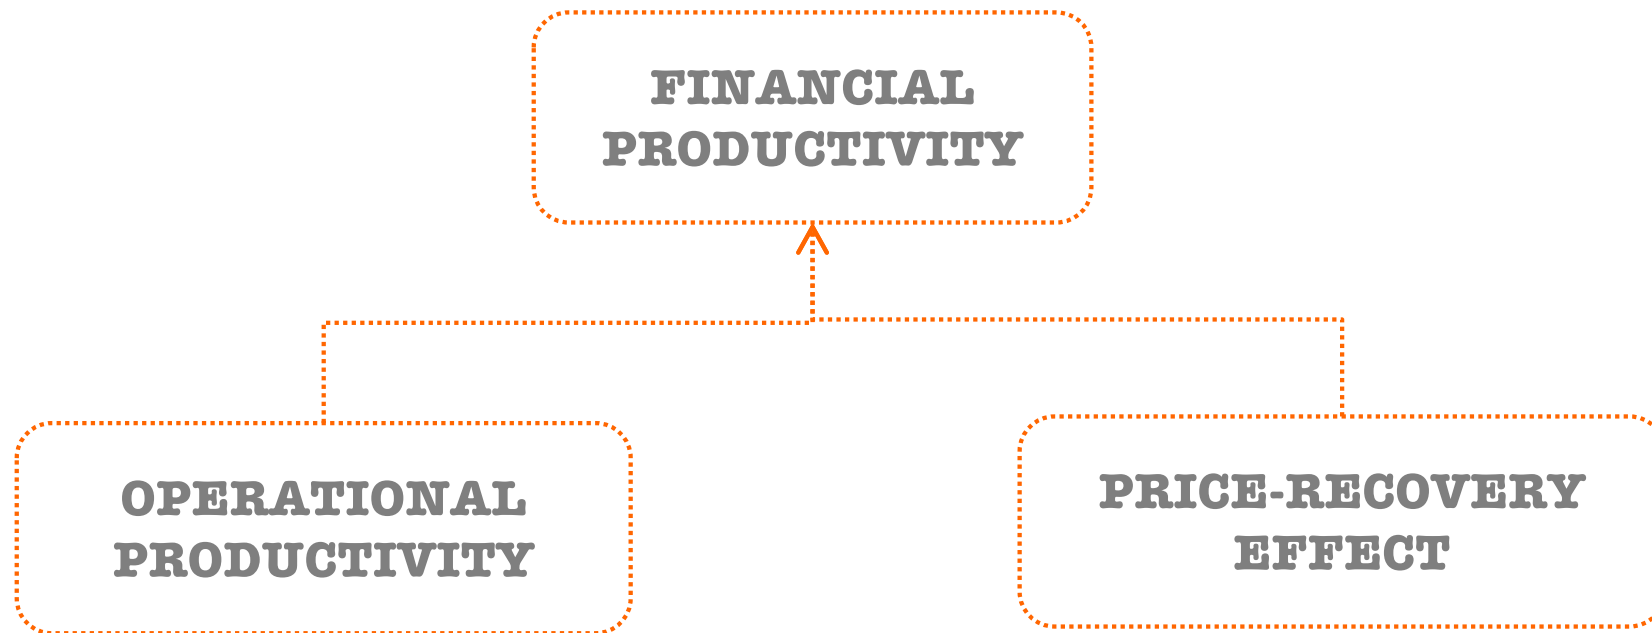 FINANCIAL
PRODUCTIVITY
OPERATIONAL
PRODUCTIVITY
PRICE-RECOVERY
EFFECT